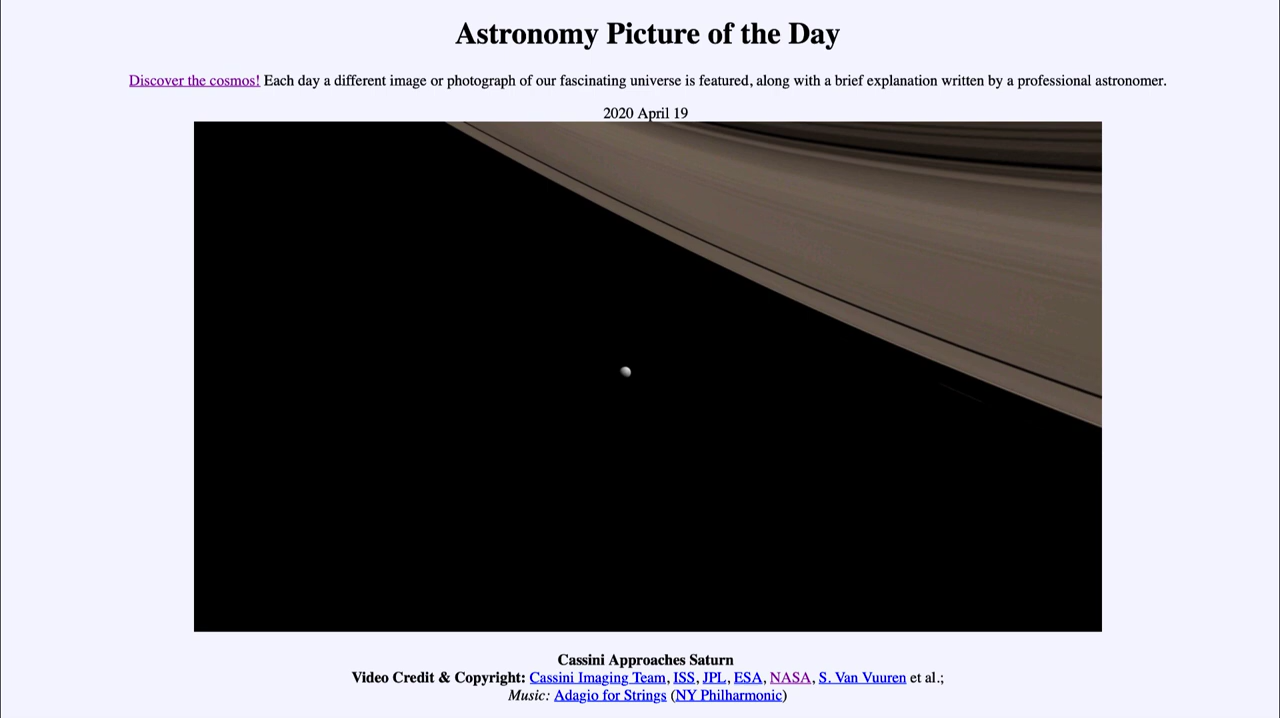 Astronomy Picture of the Day
Discover the cosmos! Each day a different image or photograph of our fascinating universe is featured, along with a brief explanation written by a professional astronomer.
2020 April 19
Cassini Approaches Saturn
Video Credit & Copyright: Cassini Imaging Team, ISS, JPL, ESA, NASA, S. Van Vuuren et al.;
Music: Adagio for Strings (NY Philharmonic)